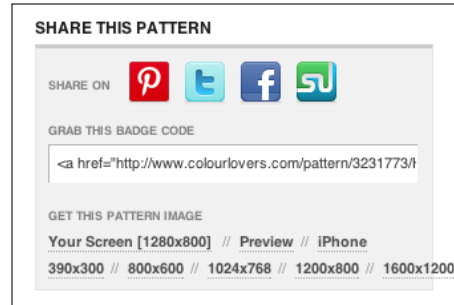 SHARE THIS PATTERN
SHARE ON
GRAB THIS BADGE CODE
<a href="http://www.colourlovers.com/pattern/3231773/
GET THIS PATTERN IMAGE
Your Screen [1280x800] // Preview // iPhone
390x300 // 800x600 // 1024x768 // 1200x800 // 1600x1200